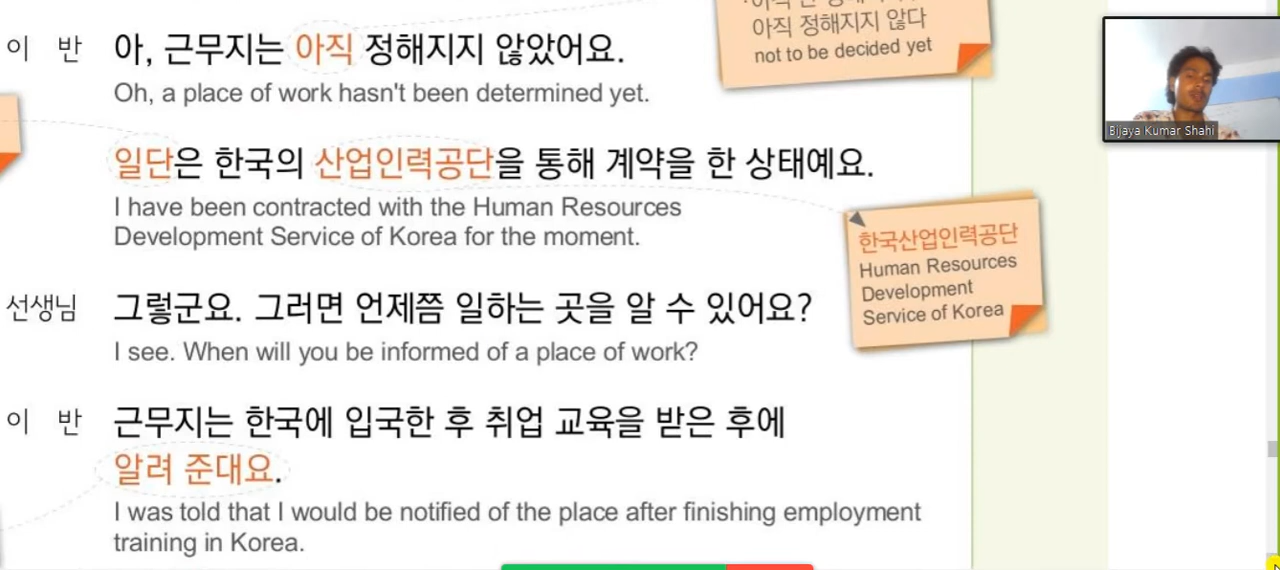 아직 정해지지 않다
not to be decided yet
이 반 아, 근무지는 아직 정해지지 않았어요.
Oh, a place of work hasn't been determined yet.
Bijaya Kumar Shahi
일단은 한국의 산업인력공단을 통해 계약을 한 상태예요.
I have been contracted with the Human Resources
Development Service of Korea for the moment.
한국산업인력공단
Human Resources
Development
Service of Korea
선생님 그렇군요. 그러면 언제쯤 일하는 곳을 알 수 있어요?
I see. When will you be informed of a place of work?
이 반 근무지는 한국에 입국한 후 취업 교육을 받은 후에
알려 준대요.
I was told that I would be notified of the place after finishing employment
training in Korea.